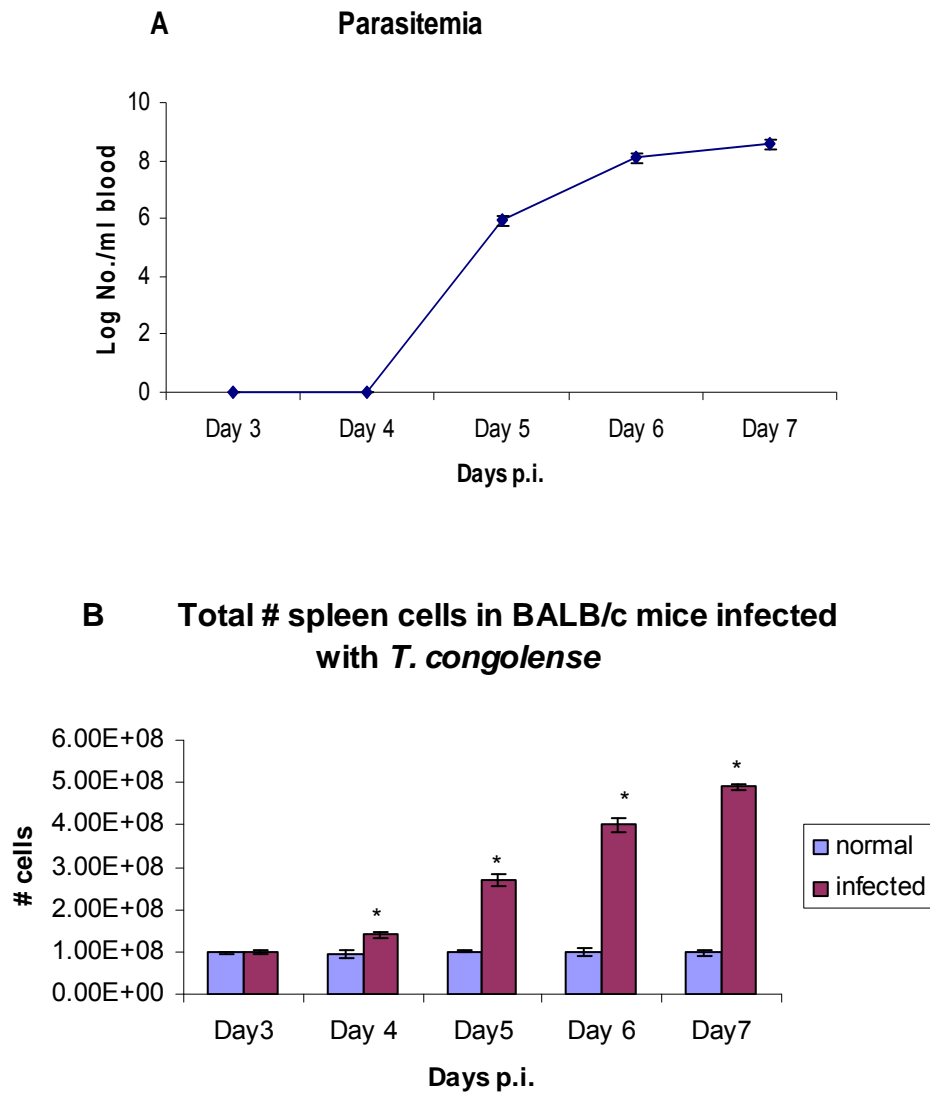 A Parasitemia
10
8
6
4
2
0
Log No./ml blood
Day 3 Day 4 Day 5 Day 6 Day 7
Days p.i.
B Total # spleen cells in BALB/c mice infected
with T. congolense
6.00E+08
5.00E+08
4.00E+08
3.00E+08
2.00E+08
1.00E+08
0.00E+00
# cells
* * * *
normal
infected
Day3 Day 4 Day5 Day 6 Day7
Days p.i.